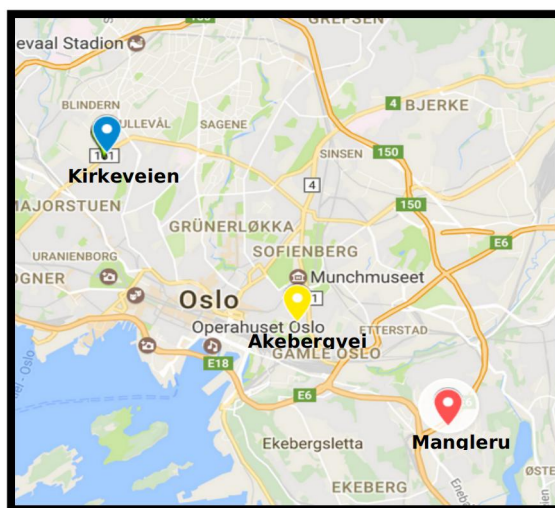 GREFSEN
evaal Stadion
4
BJERKE
BLINDERN
ULLEVÅL
SAGENE
150
SINSEN
Kirkeveien
4
MAJORSTUEN
150
GRÜNERLØKKA
SOFIENBERG
E6
URANIENBORG
OGNER
Munchmuseet
Oslo
1
Operahuset Oslo
ETTERSTAD
Akebergvei
GAMLE OSLO
E18
E6
Mangleru
Ekebergsletta
EKEBERG